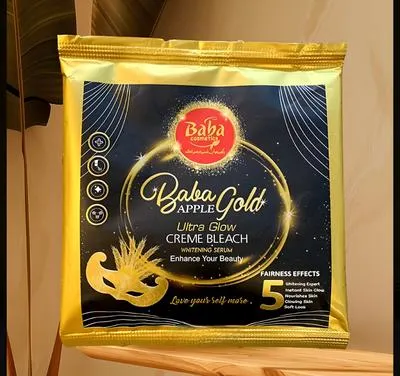 Baba
cosmetics
Baba Gold
APPLE
Ultra Glow
CREME BLEACH
WHITENING SERUM
Enhance Your Beauty
FAIRNESS EFFECTS
5
Whitening Expert
Instant Skin Glow
Nourishes Skin
Glowing Skin
Soft Look
Love your self more.